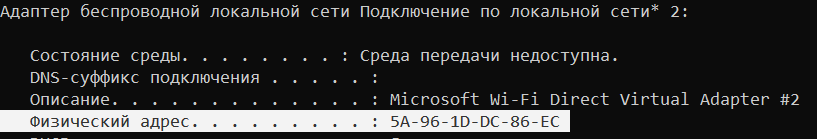 Адаптер беспроводной локальной сети Подключение по локальной сети* 2:
Состояние среды. . . . . . . . : Среда передачи недоступна.
DNS-суффикс подключения . . . . . :
Описание. . . . . . . . . . . . . : Microsoft Wi-Fi Direct Virtual Adapter #2
Физический адрес. . . . . . . . . : 5A-96-1D-DC-86-EC